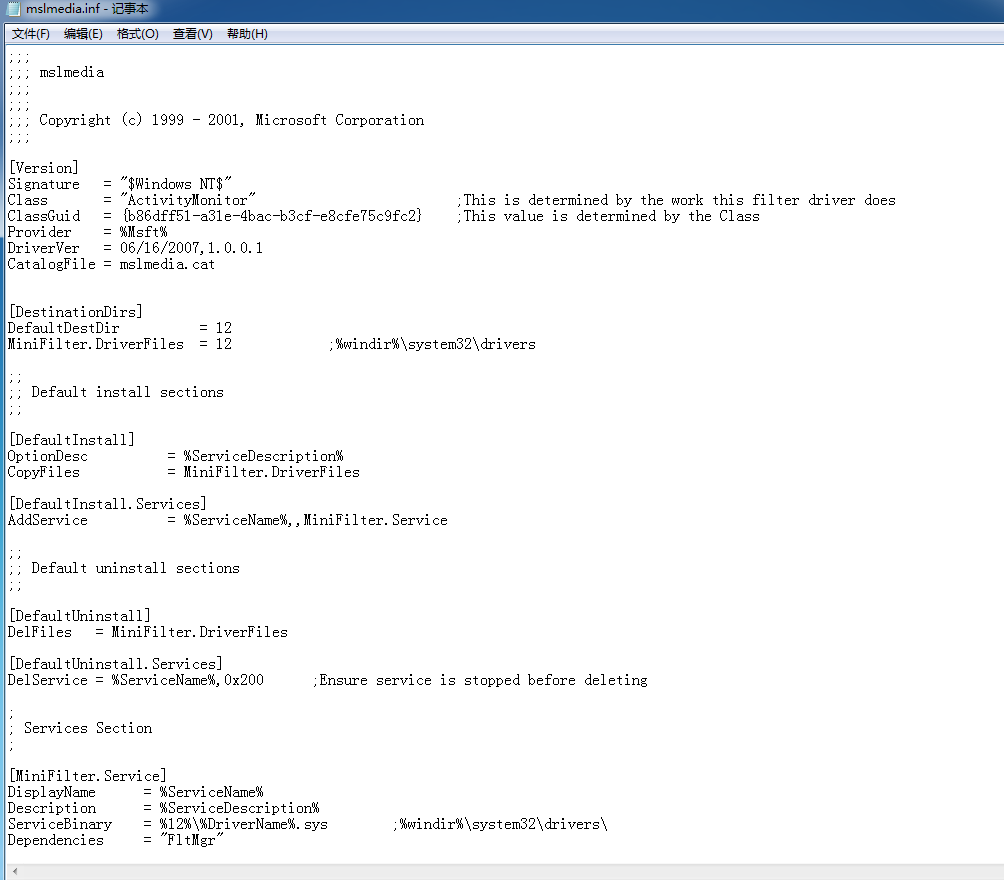 mslmedia.inf - 记事本
文件(F) 编辑(E) 格式(O) 查看(V) 帮助(H)
;;;
;;; mslmedia
;;;
;;;
;;; Copyright (c) 1999 - 2001, Microsoft Corporation
;;;
[Version]
Signature   = "$Windows NT$"
Class       = "ActivityMonitor"                         ;This is determined by the work this filter driver does
ClassGuid   = {b86dff51-a31e-4bac-b3cf-e8cfe75c9fc2}    ;This value is determined by the Class
Provider    = %Msft%
DriverVer   = 06/16/2007,1.0.0.1
CatalogFile = mslmedia.cat
[DestinationDirs]
DefaultDestDir          = 12
MiniFilter.DriverFiles  = 12            ;%windir%\system32\drivers
;;
;; Default install sections
;;
[DefaultInstall]
OptionDesc          = %ServiceDescription%
CopyFiles           = MiniFilter.DriverFiles
[DefaultInstall.Services]
AddService          = %ServiceName%,,MiniFilter.Service
;;
;; Default uninstall sections
;;
[DefaultUninstall]
DelFiles   = MiniFilter.DriverFiles
[DefaultUninstall.Services]
DelService = %ServiceName%,0x200      ;Ensure service is stopped before deleting
;
; Services Section
;
[MiniFilter.Service]
DisplayName      = %ServiceName%
Description      = %ServiceDescription%
ServiceBinary    = %12%\%DriverName%.sys        ;%windir%\system32\drivers\
Dependencies     = "FltMgr"